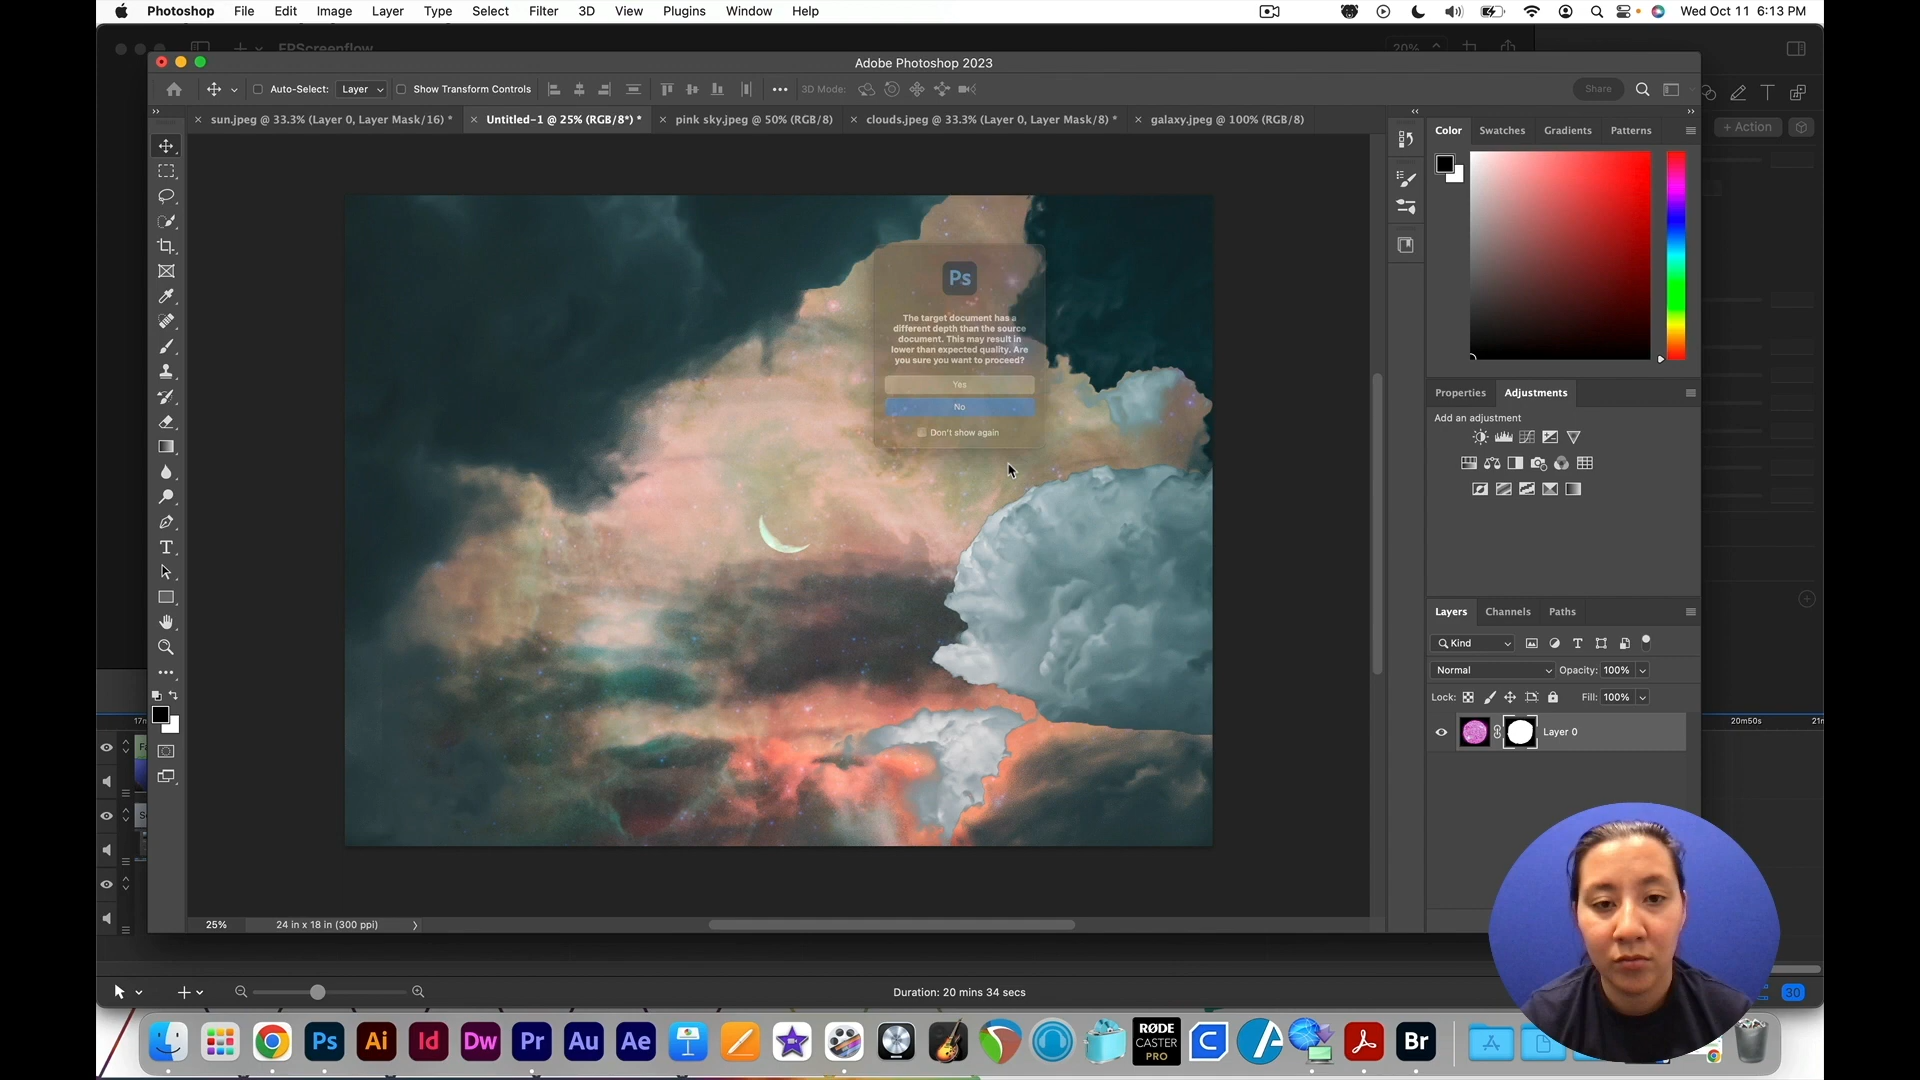 Photoshop File Edit Image Layer Type Select Filter 3D View Plugins Window Help Wed Oct 11 6:13 PM
FPScreenflow 20%
Adobe Photoshop 2023
Auto-Select: Layer Show Transform Controls 3D Mode: Share
sun.jpeg @ 33.3% (Layer 0, Layer Mask/16) * Untitled-1 @ 25% (RGB/8*) * pink sky.jpeg @ 50% (RGB/8) clouds.jpeg @ 33.3% (Layer 0, Layer Mask/8) * galaxy.jpeg @ 100% (RGB/8)
+ Action
Color Swatches Gradients Patterns
Ps
The target document has a
different depth than the source
document. This may result in
lower than expected quality. Are
you sure you want to proceed?
Yes
No
Don't show again
Properties Adjustments
Add an adjustment
Layers Channels Paths
Kind
Normal Opacity: 100%
Lock: Fill: 100%
Layer 0
20m50s
25% 24 in x 18 in (300 ppi)
Duration: 20 mins 34 secs
30
Ps Ai Id Dw Pr Au Ae
RØDE
CASTER
PRO
Br